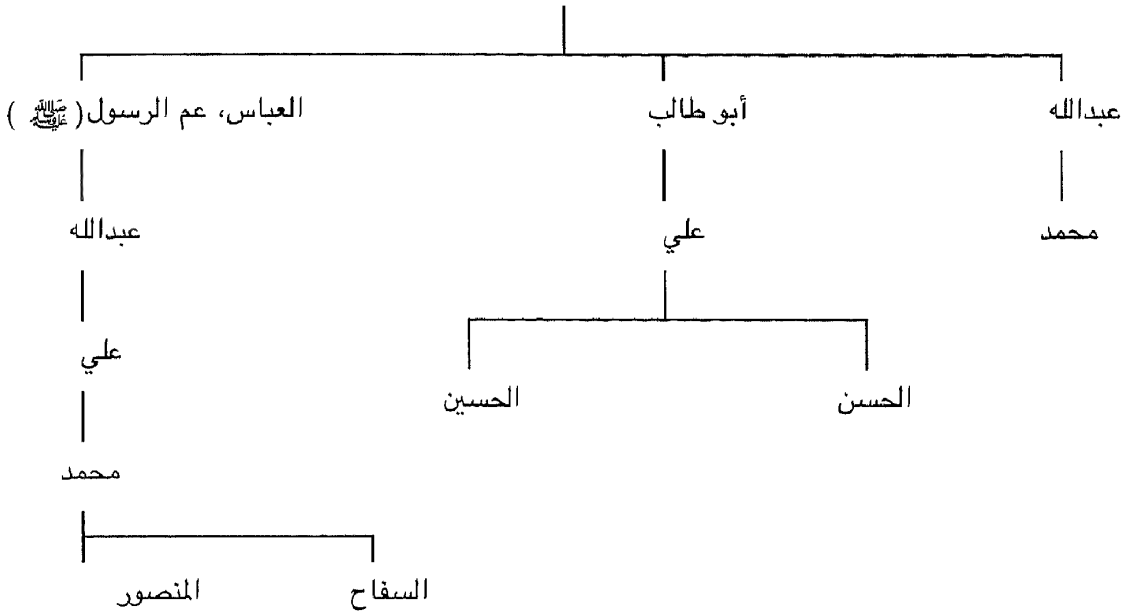 عبدالله أبو طالب العباس، عم الرسول (ﷺ)
محمد علي عبدالله
علي
الحسن الحسين
محمد
السفاح المنصور